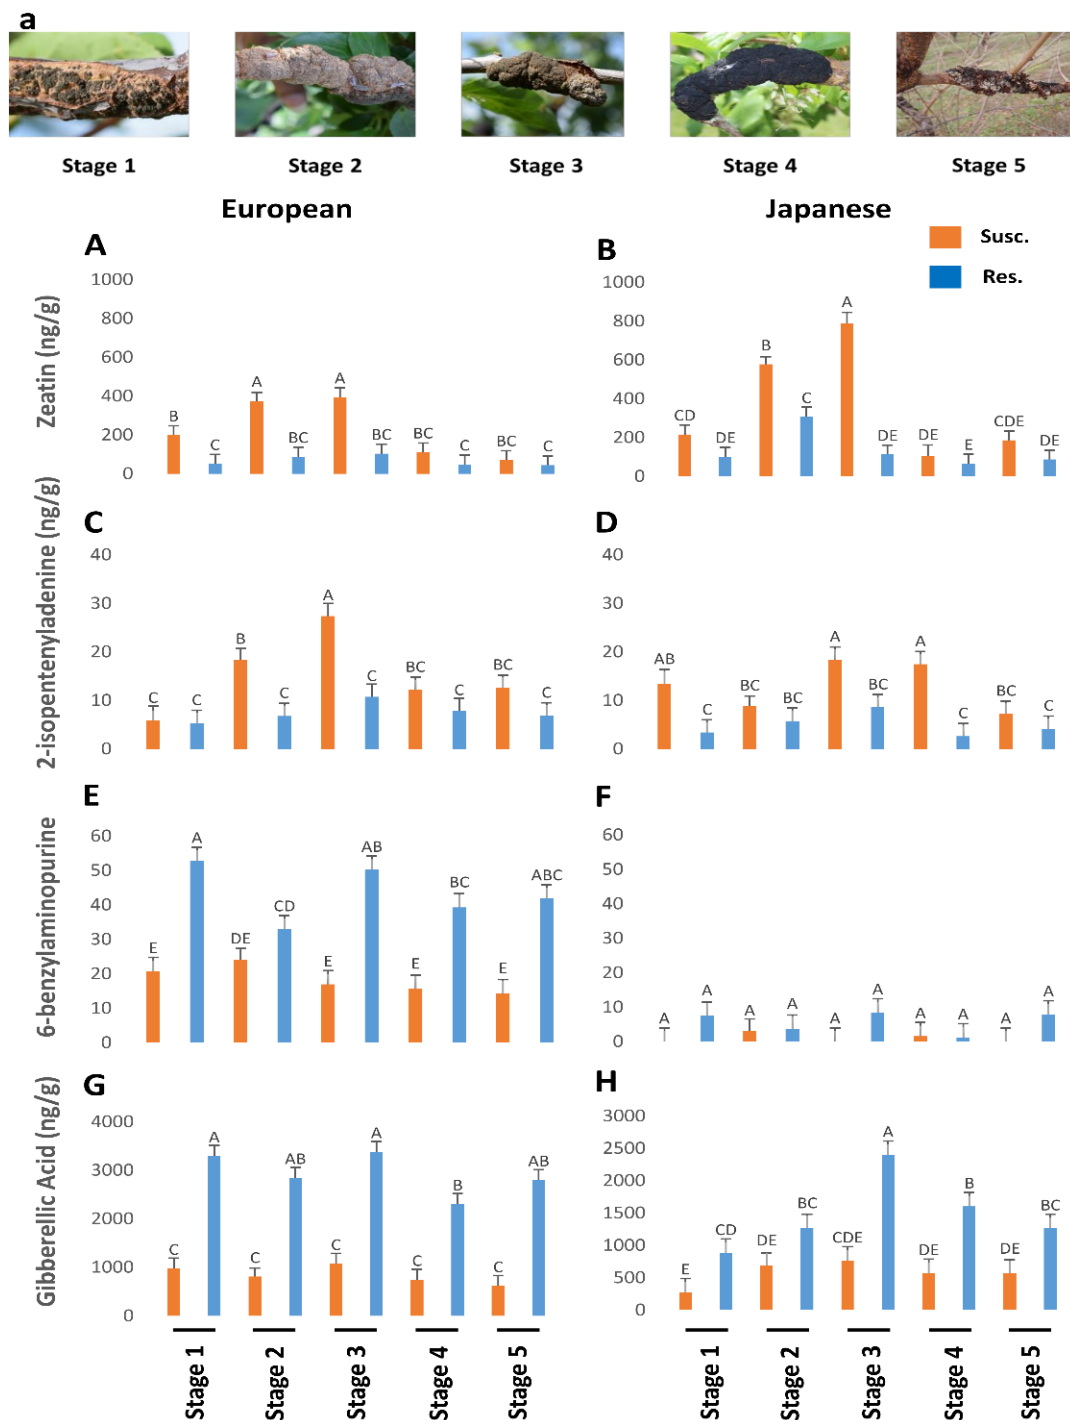 a
Stage 1 Stage 2 Stage 3 Stage 4 Stage 5
European Japanese
Susc.
Res.
A
Zeatin (ng/g)
1000
800
600
400
200
0
B C A BC A BC BC C BC C
B
1000
800
600
400
200
0
CD DE B C A DE DE E CDE DE
C
2-isopentenyladenine (ng/g)
40
30
20
10
0
C C B C A C BC C BC C
D
40
30
20
10
0
AB C BC BC A BC A C BC C
E
6-benzylaminopurine
60
50
40
30
20
10
0
E A DE CD E AB E BC E ABC
F
60
50
40
30
20
10
0
A A A A A A A A A A
G
Gibberellic Acid (ng/g)
4000
3000
2000
1000
0
C A C AB C A C B C AB
H
3000
2500
2000
1500
1000
500
0
E CD DE BC CDE A DE B DE BC
Stage 1 Stage 2 Stage 3 Stage 4 Stage 5
Stage 1 Stage 2 Stage 3 Stage 4 Stage 5